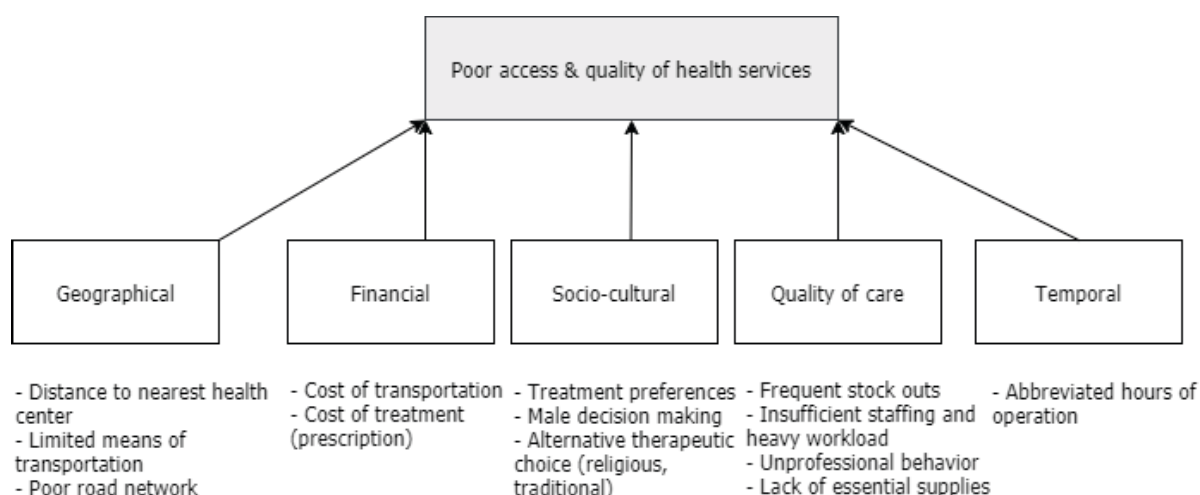 Poor access & quality of health services
Geographical
Financial
Socio-cultural
Quality of care
Temporal
- Distance to nearest health
center
- Limited means of
transportation
- Poor road network
- Cost of transportation
- Cost of treatment
(prescription)
- Treatment preferences
- Male decision making
- Alternative therapeutic
choice (religious,
traditional)
- Frequent stock outs
- Insufficient staffing and
heavy workload
- Unprofessional behavior
- Lack of essential supplies
- Abbreviated hours of
operation